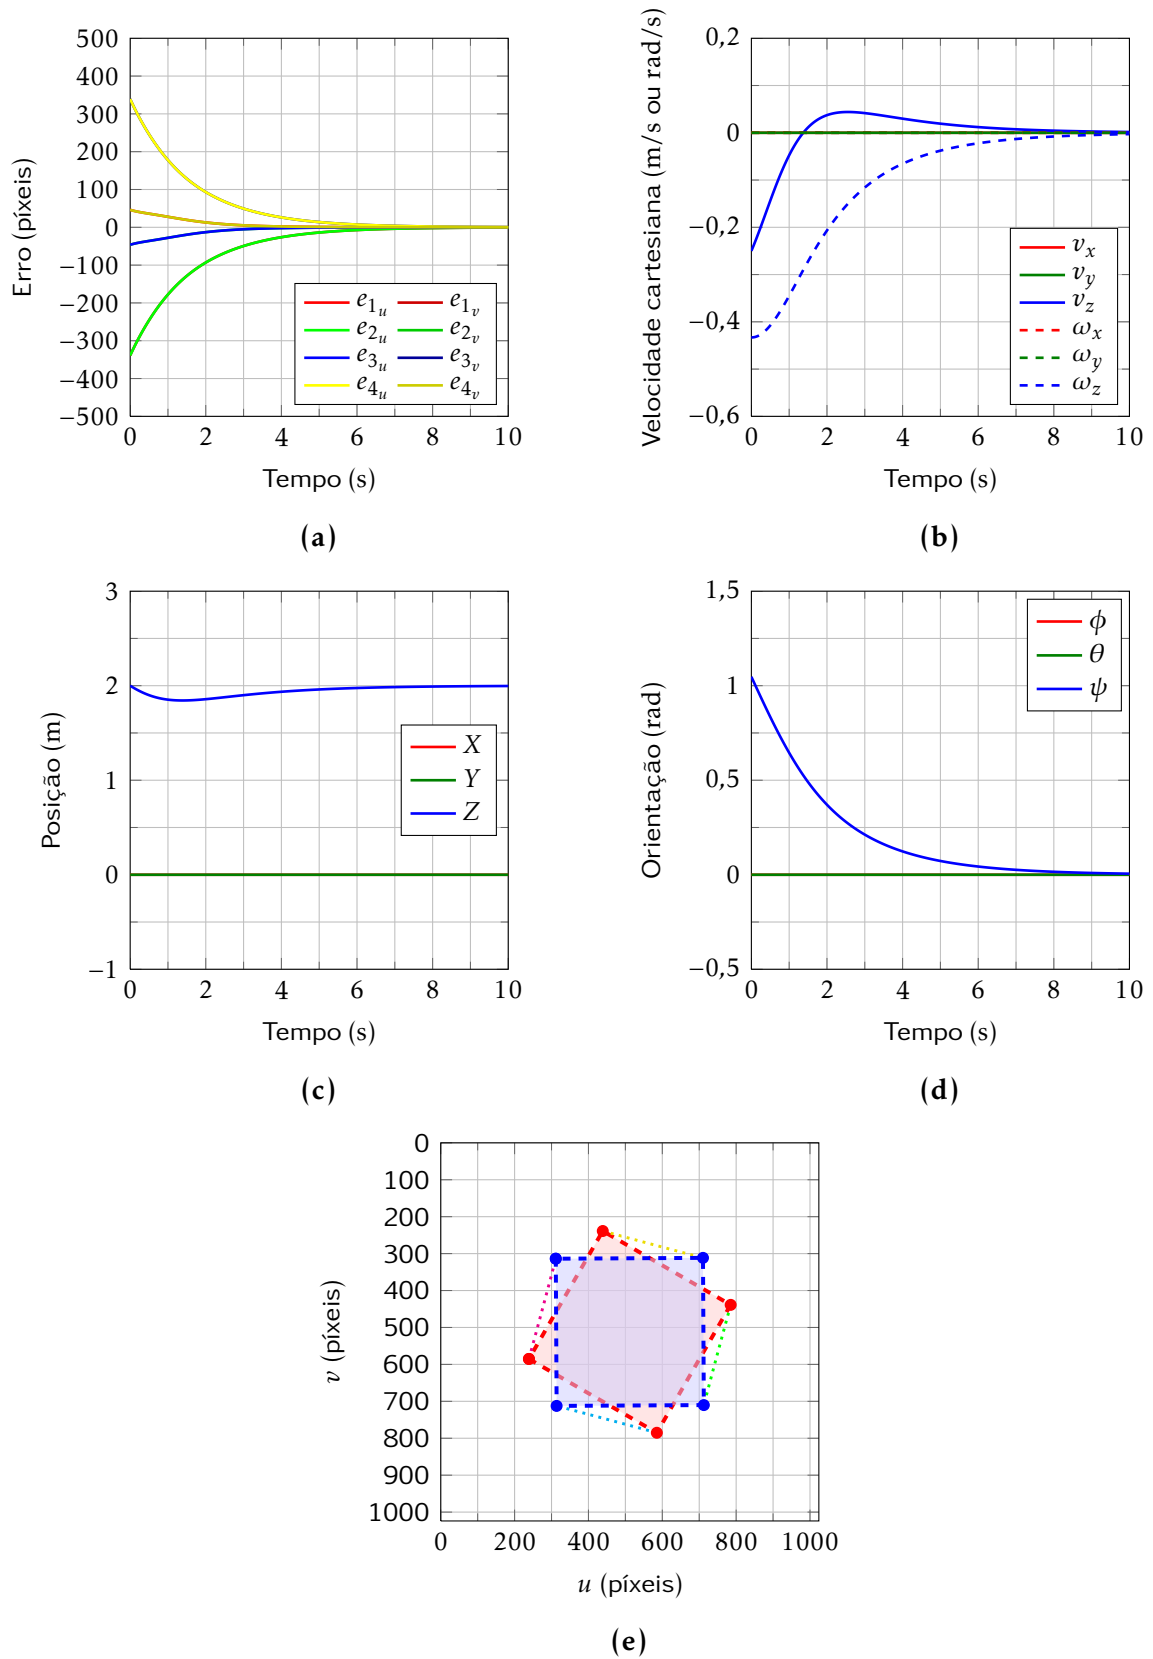 500
400
300
200
100
0
−100
−200
−300
−400
−500
0 2 4 6 8 10
Erro (píxeis)
Tempo (s)
e1u e1v
e2u e2v
e3u e3v
e4u e4v
(a)
0,2
0
−0,2
−0,4
−0,6
0 2 4 6 8 10
Velocidade cartesiana (m/s ou rad/s)
Tempo (s)
vx
vy
vz
ωx
ωy
ωz
(b)
3
2
1
0
−1
0 2 4 6 8 10
Posição (m)
Tempo (s)
X
Y
Z
(c)
1,5
1
0,5
0
−0,5
0 2 4 6 8 10
Orientação (rad)
Tempo (s)
ϕ
θ
ψ
(d)
0
100
200
300
400
500
600
700
800
900
1000
0 200 400 600 800 1000
v (píxeis)
u (píxeis)
(e)